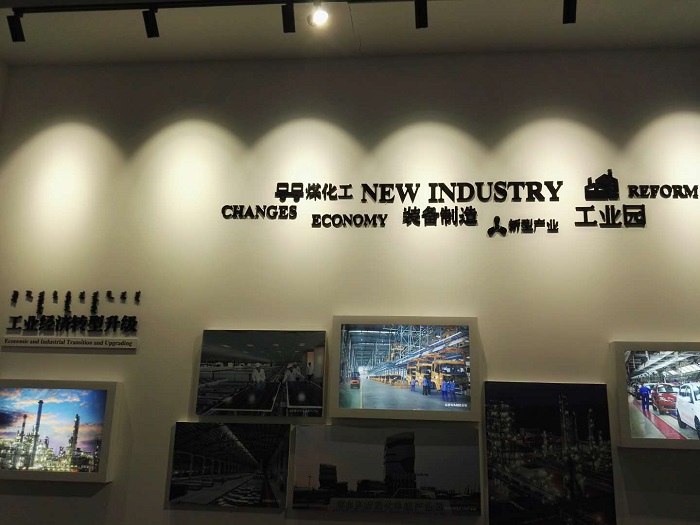 煤化工 NEW INDUSTRY REFORM
CHANGES ECONOMY 装备制造 新型产业 工业园
工业经济转型升级
Economic and Industrial Transition and Upgrading